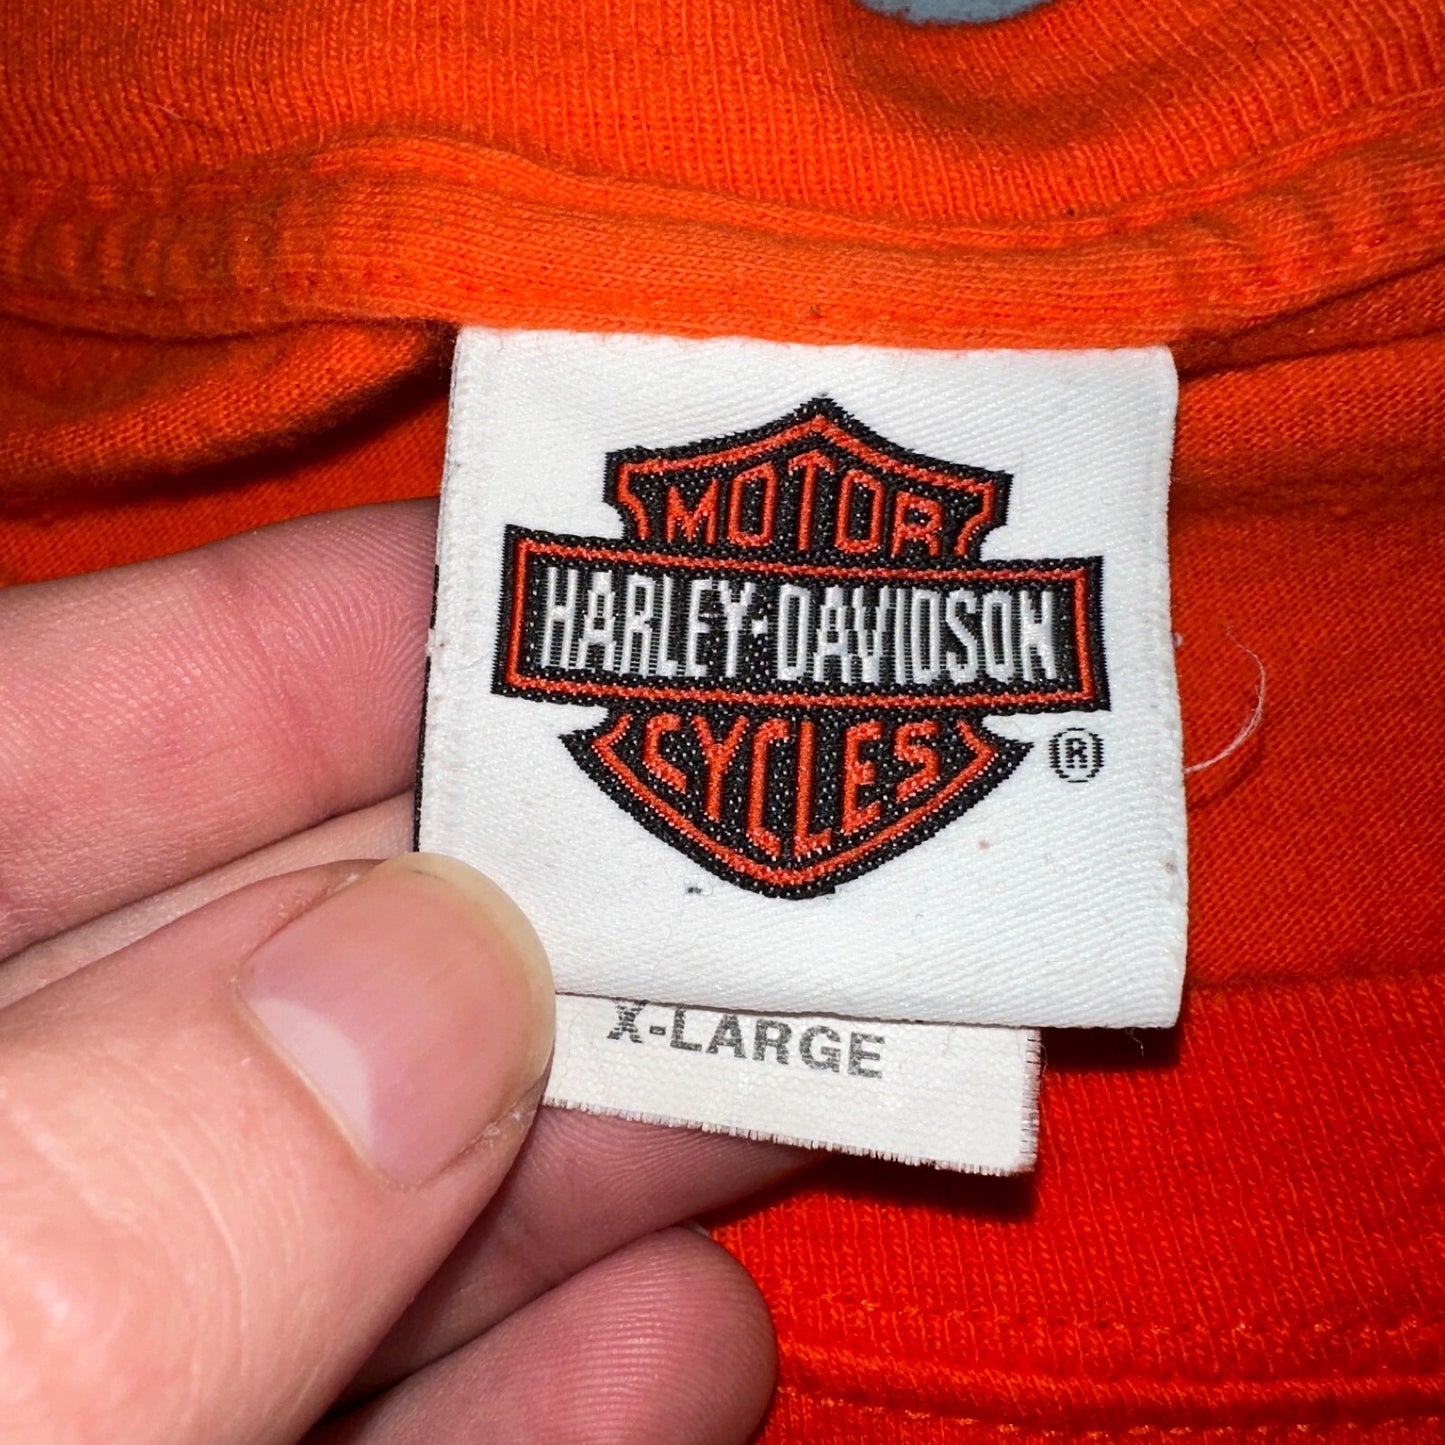 MOTOR
HARLEY-DAVIDSON
CYCLES
®
X-LARGE